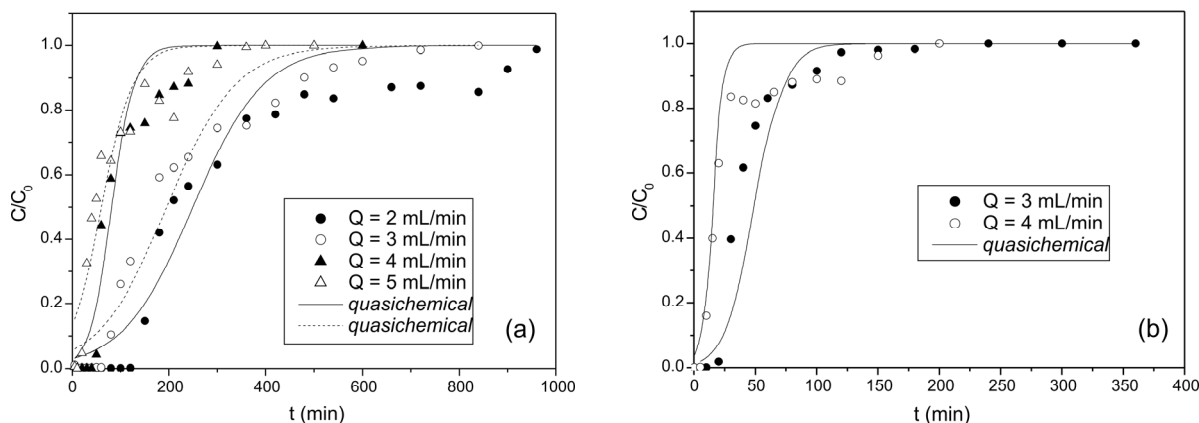 1.0
0.8
0.6
0.4
0.2
0.0
C/C0
0 200 400 600 800 1000
t (min)
Q = 2 mL/min
Q = 3 mL/min
Q = 4 mL/min
Q = 5 mL/min
quasichemical
quasichemical
(a)
1.0
0.8
0.6
0.4
0.2
0.0
C/C0
0 50 100 150 200 250 300 350 400
t (min)
Q = 3 mL/min
Q = 4 mL/min
quasichemical
(b)